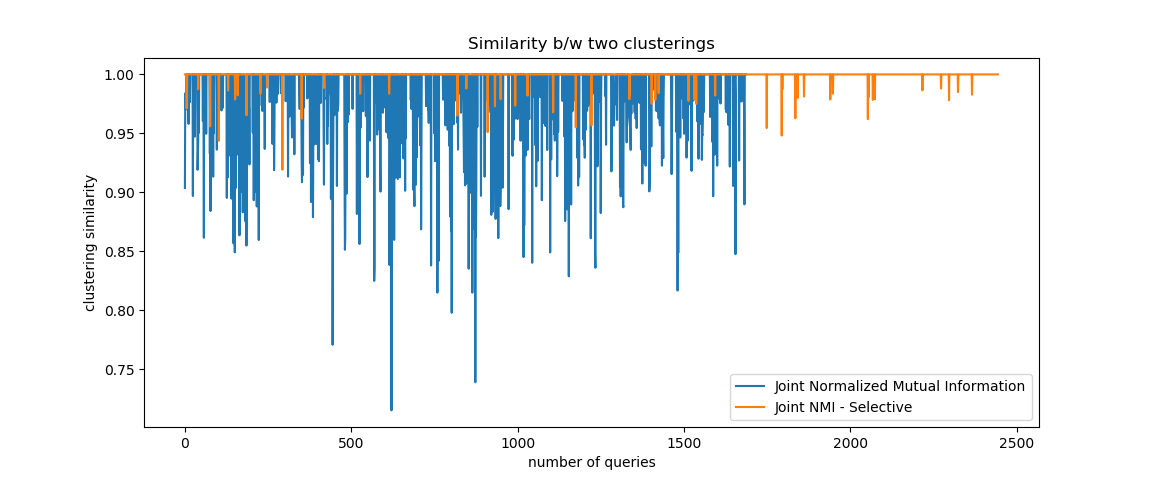 Similarity b/w two clusterings
clustering similarity
1.00
0.95
0.90
0.85
0.80
0.75
0
500
1000
1500
2000
2500
number of queries
Joint Normalized Mutual Information
Joint NMI - Selective